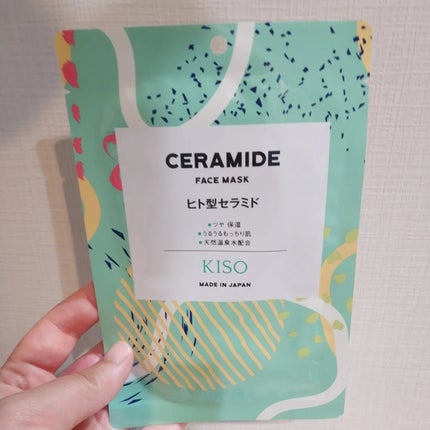 CERAMIDE
FACE MASK
ヒト型セラミド
●ツヤ 保湿
●うるうるもっちり肌
●天然温泉水配合
KISO
MADE IN JAPAN